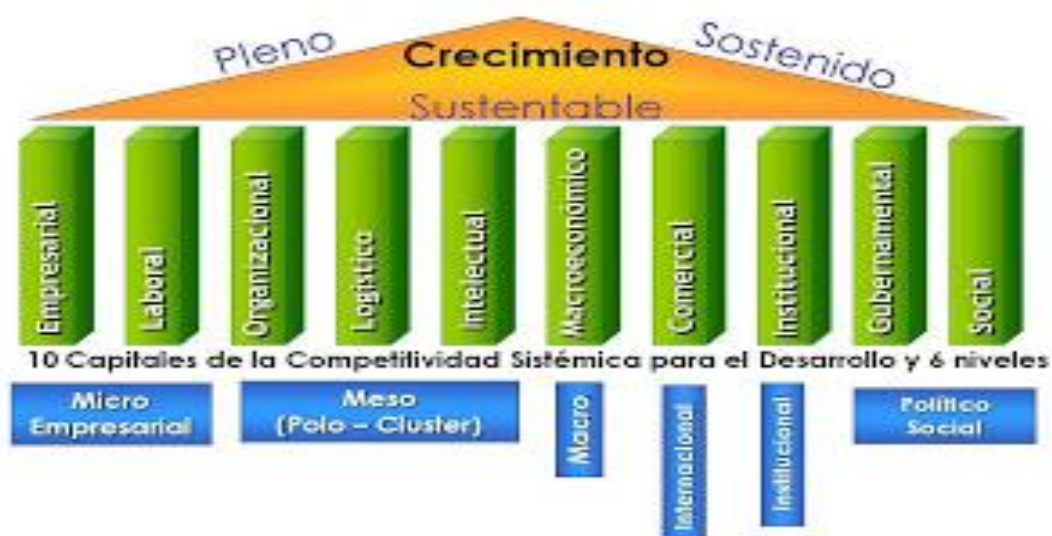 Pleno
Sostenido
Crecimiento
Sustentable
Empresarial
Laboral
Organizacional
Logístico
Intelectual
Macroeconómico
Comercial
Institucional
Gubernamental
Social
10 Capitales de la Competitividad Sistémica para el Desarrollo y 6 niveles
Micro
Empresarial
Meso
(Polo – Cluster)
Macro
Internacional
Institucional
Político
Social